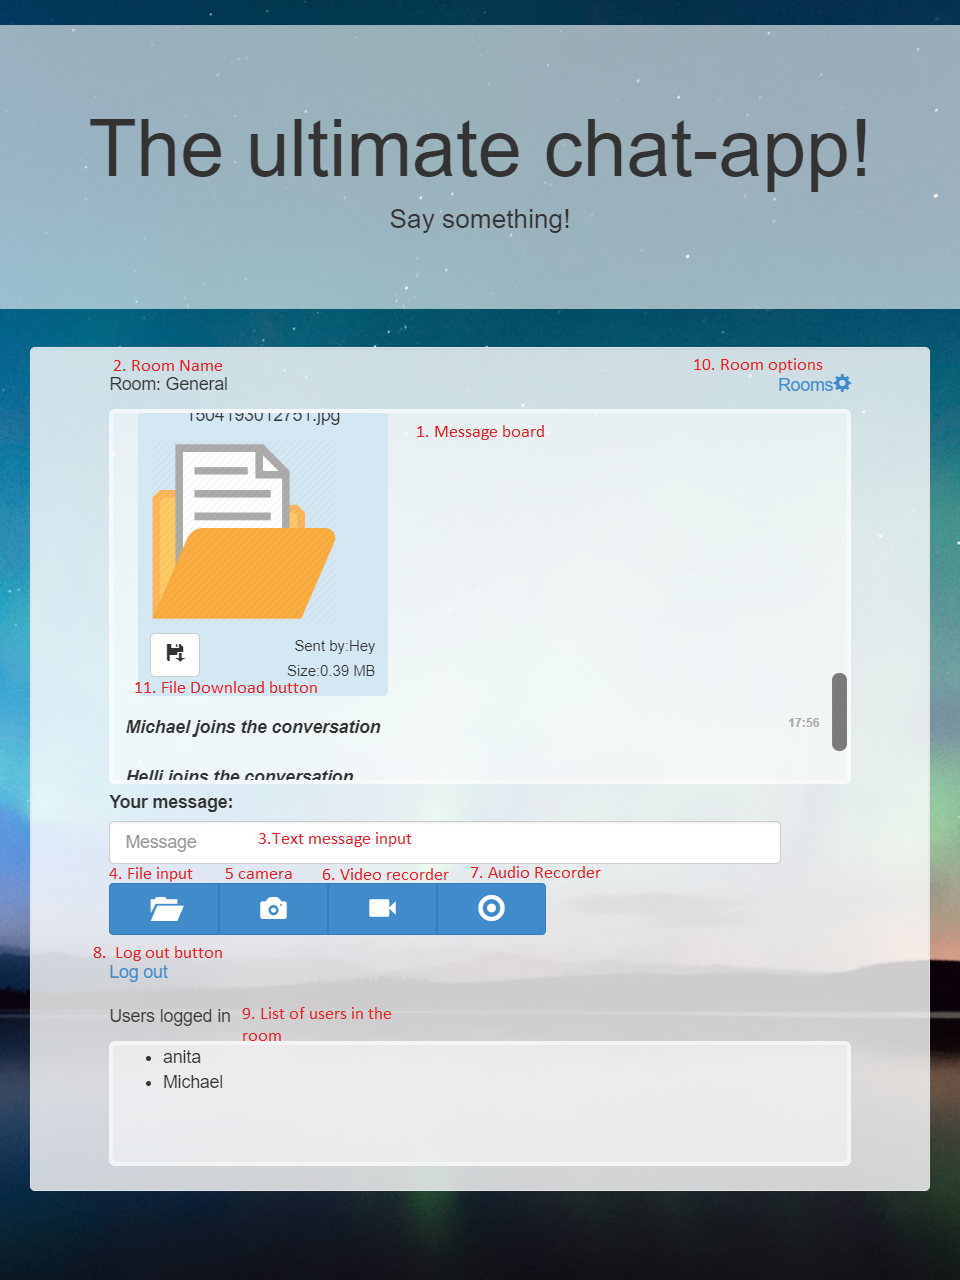 The ultimate chat-app!
Say something!
2. Room Name
10. Room options
Room: General
Rooms
1504193012751.jpg
1. Message board
Sent by:Hey
Size:0.39 MB
11. File Download button
Michael joins the conversation
17:56
Helli joins the conversation
Your message:
Message
3.Text message input
4. File input
5 camera
6. Video recorder
7. Audio Recorder
8. Log out button
Log out
Users logged in
9. List of users in the
room
anita
Michael